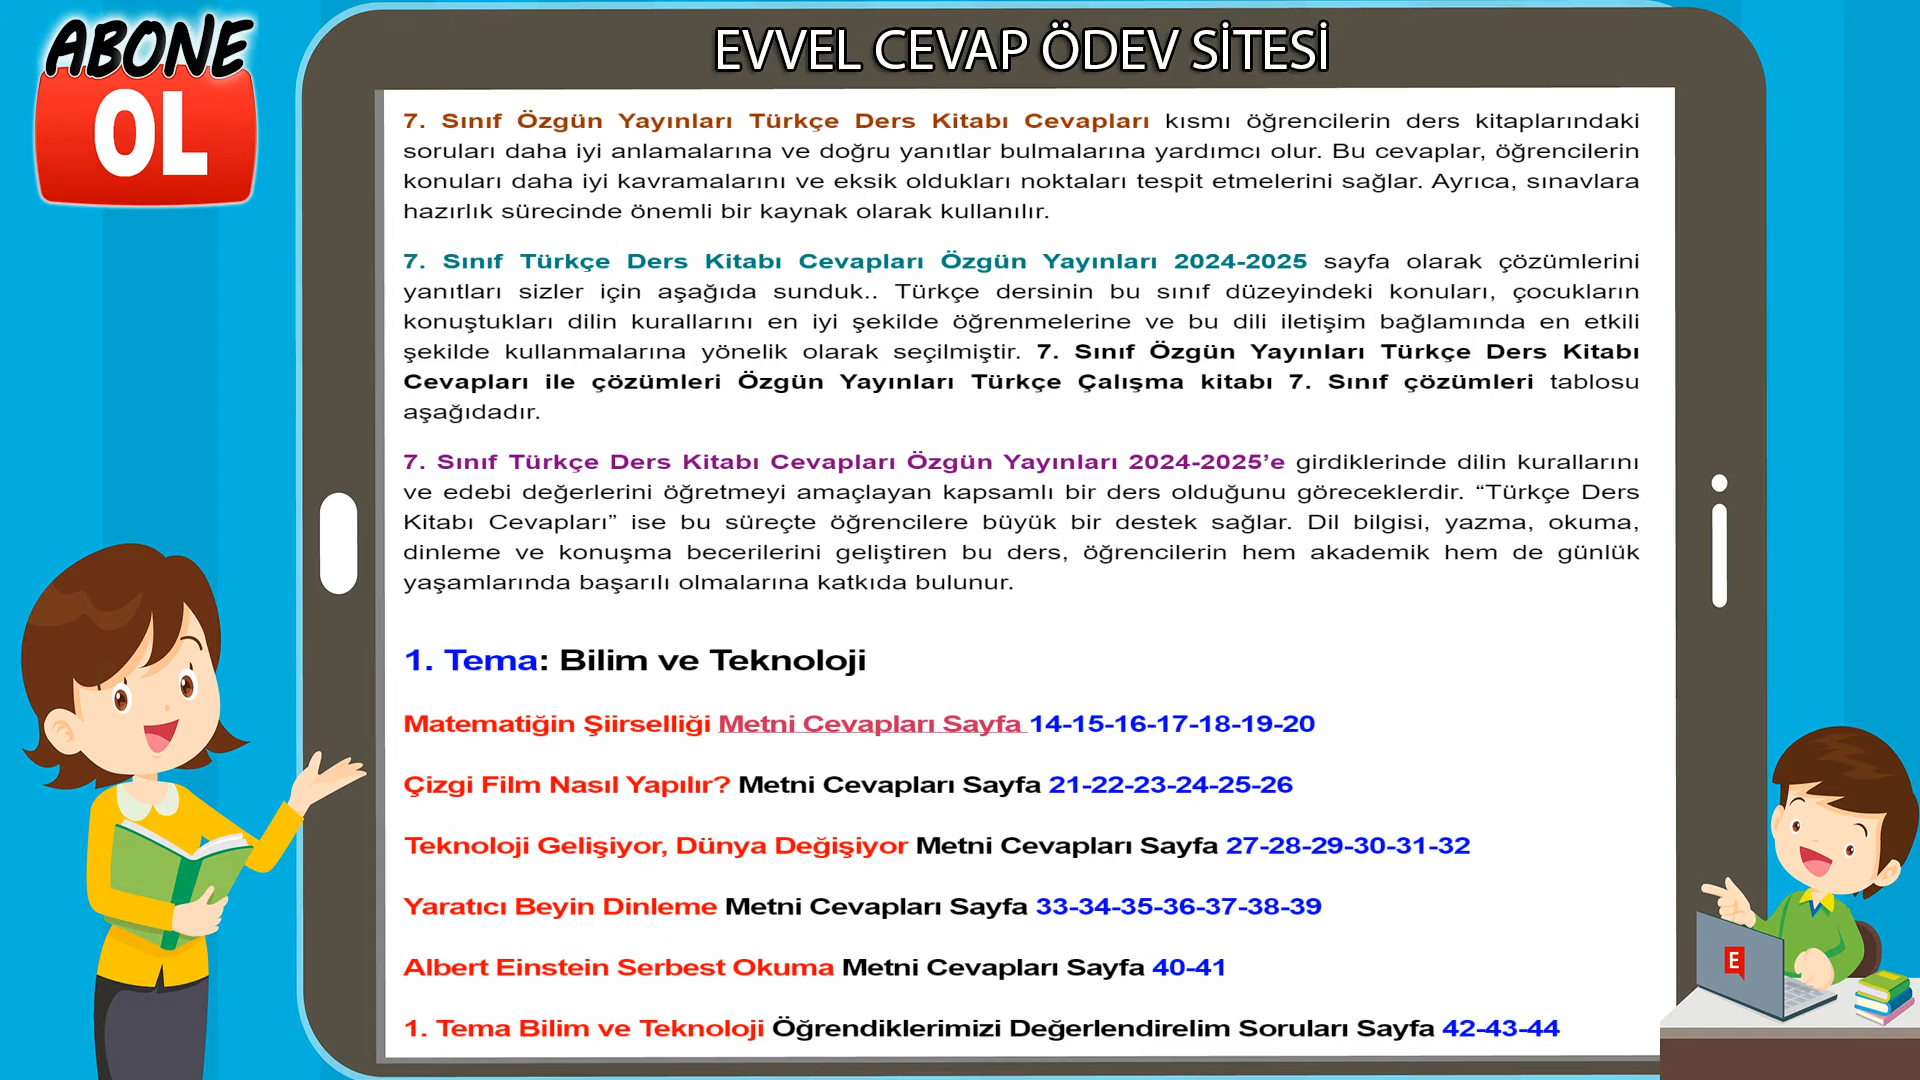 ABONE
OL
EVVEL CEVAP ÖDEV SİTESİ
7. Sınıf Özgün Yayınları Türkçe Ders Kitabı Cevapları kısmı öğrencilerin ders kitaplarındaki
soruları daha iyi anlamalarına ve doğru yanıtlar bulmalarına yardımcı olur. Bu cevaplar, öğrencilerin
konuları daha iyi kavramalarını ve eksik oldukları noktaları tespit etmelerini sağlar. Ayrıca, sınavlara
hazırlık sürecinde önemli bir kaynak olarak kullanılır.
7. Sınıf Türkçe Ders Kitabı Cevapları Özgün Yayınları 2024-2025 sayfa olarak çözümlerini
yanıtları sizler için aşağıda sunduk.. Türkçe dersinin bu sınıf düzeyindeki konuları, çocukların
konuştukları dilin kurallarını en iyi şekilde öğrenmelerine ve bu dili iletişim bağlamında en etkili
şekilde kullanmalarına yönelik olarak seçilmiştir. 7. Sınıf Özgün Yayınları Türkçe Ders Kitabı
Cevapları ile çözümleri Özgün Yayınları Türkçe Çalışma kitabı 7. Sınıf çözümleri tablosu
aşağıdadır.
7. Sınıf Türkçe Ders Kitabı Cevapları Özgün Yayınları 2024-2025’e girdiklerinde dilin kurallarını
ve edebi değerlerini öğretmeyi amaçlayan kapsamlı bir ders olduğunu göreceklerdir. “Türkçe Ders
Kitabı Cevapları” ise bu süreçte öğrencilere büyük bir destek sağlar. Dil bilgisi, yazma, okuma,
dinleme ve konuşma becerilerini geliştiren bu ders, öğrencilerin hem akademik hem de günlük
yaşamlarında başarılı olmalarına katkıda bulunur.
1. Tema: Bilim ve Teknoloji
Matematiğin Şiirselliği Metni Cevapları Sayfa 14-15-16-17-18-19-20
Çizgi Film Nasıl Yapılır? Metni Cevapları Sayfa 21-22-23-24-25-26
Teknoloji Gelişiyor, Dünya Değişiyor Metni Cevapları Sayfa 27-28-29-30-31-32
Yaratıcı Beyin Dinleme Metni Cevapları Sayfa 33-34-35-36-37-38-39
Albert Einstein Serbest Okuma Metni Cevapları Sayfa 40-41
1. Tema Bilim ve Teknoloji Öğrendiklerimizi Değerlendirelim Soruları Sayfa 42-43-44
E